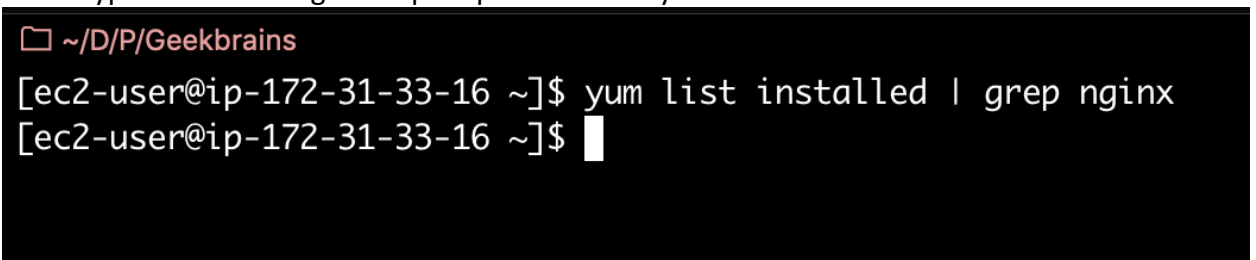 ~/D/P/Geekbrains
[ec2-user@ip-172-31-33-16 ~]$ yum list installed | grep nginx
[ec2-user@ip-172-31-33-16 ~]$